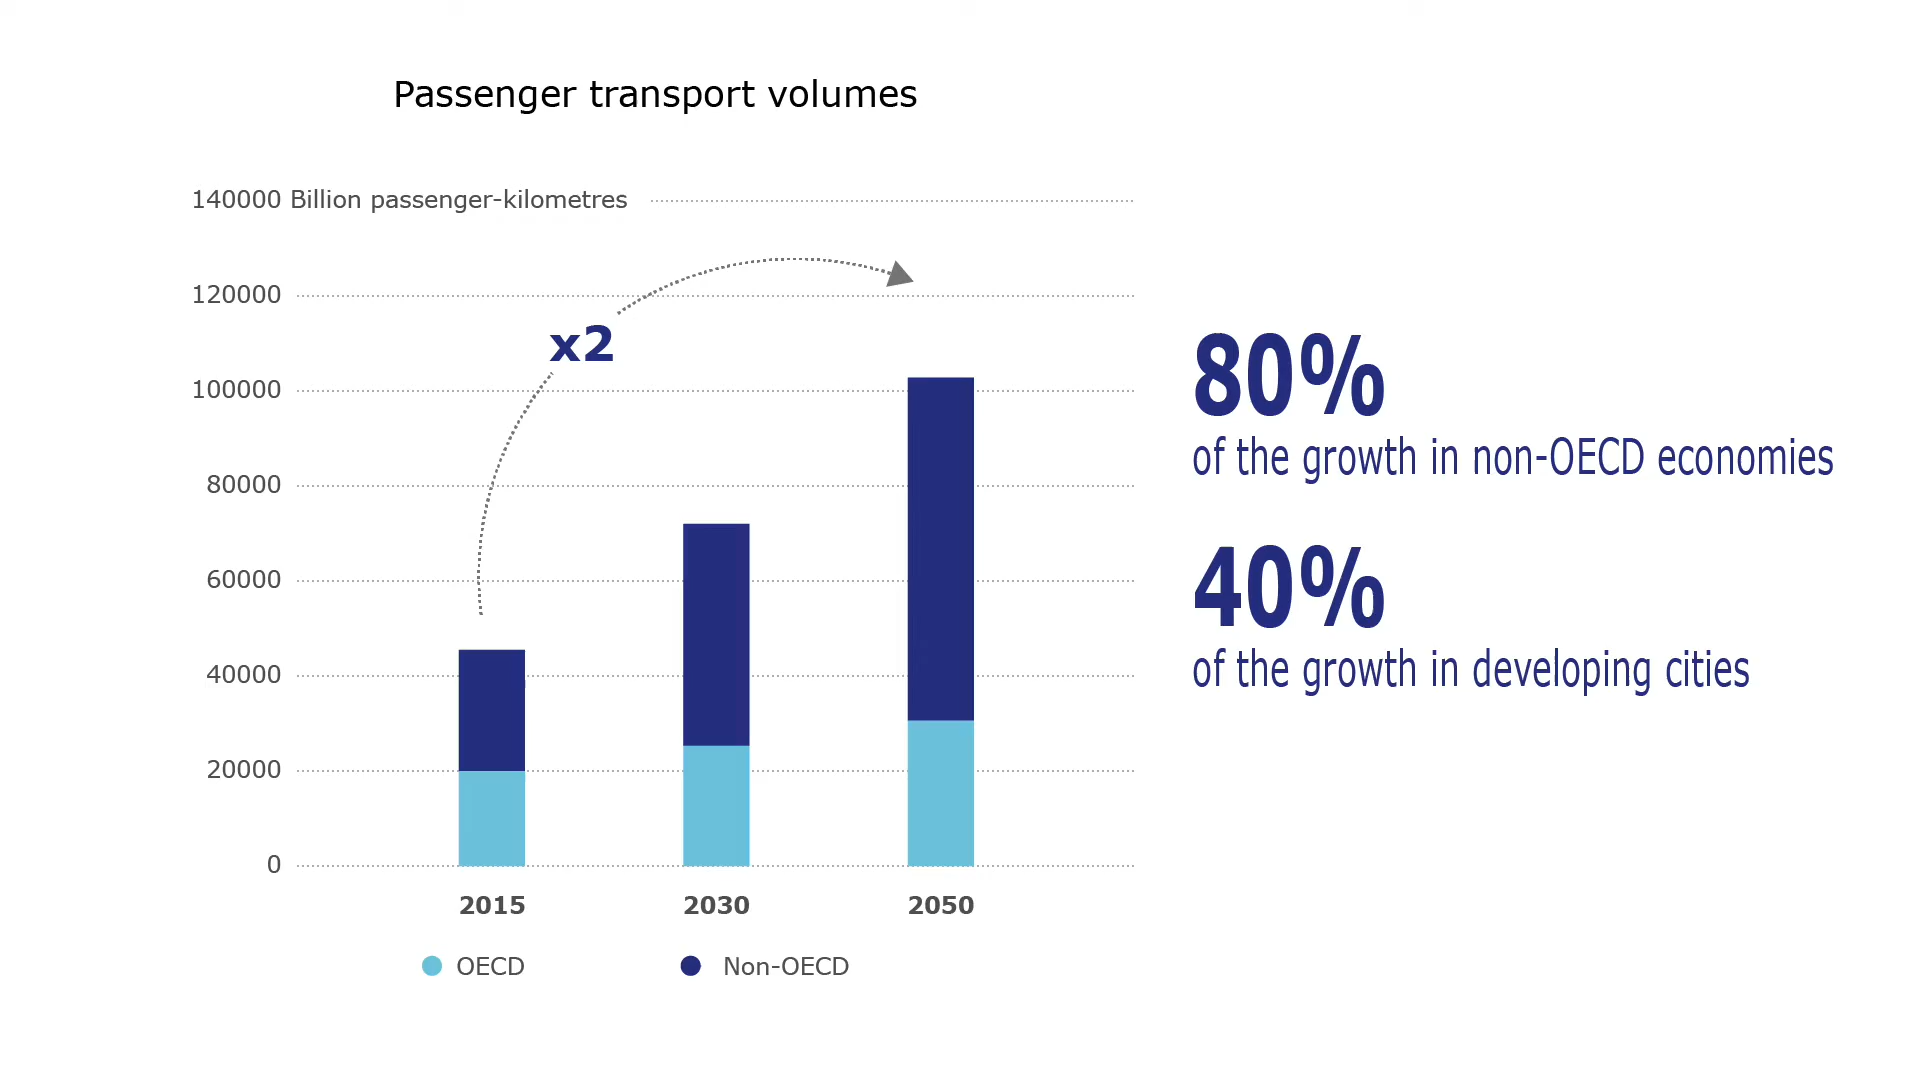 Passenger transport volumes
140000 Billion passenger-kilometres
120000
x2
100000
80000
60000
40000
20000
0
2015 2030 2050
OECD Non-OECD
80%
of the growth in non-OECD economies
40%
of the growth in developing cities